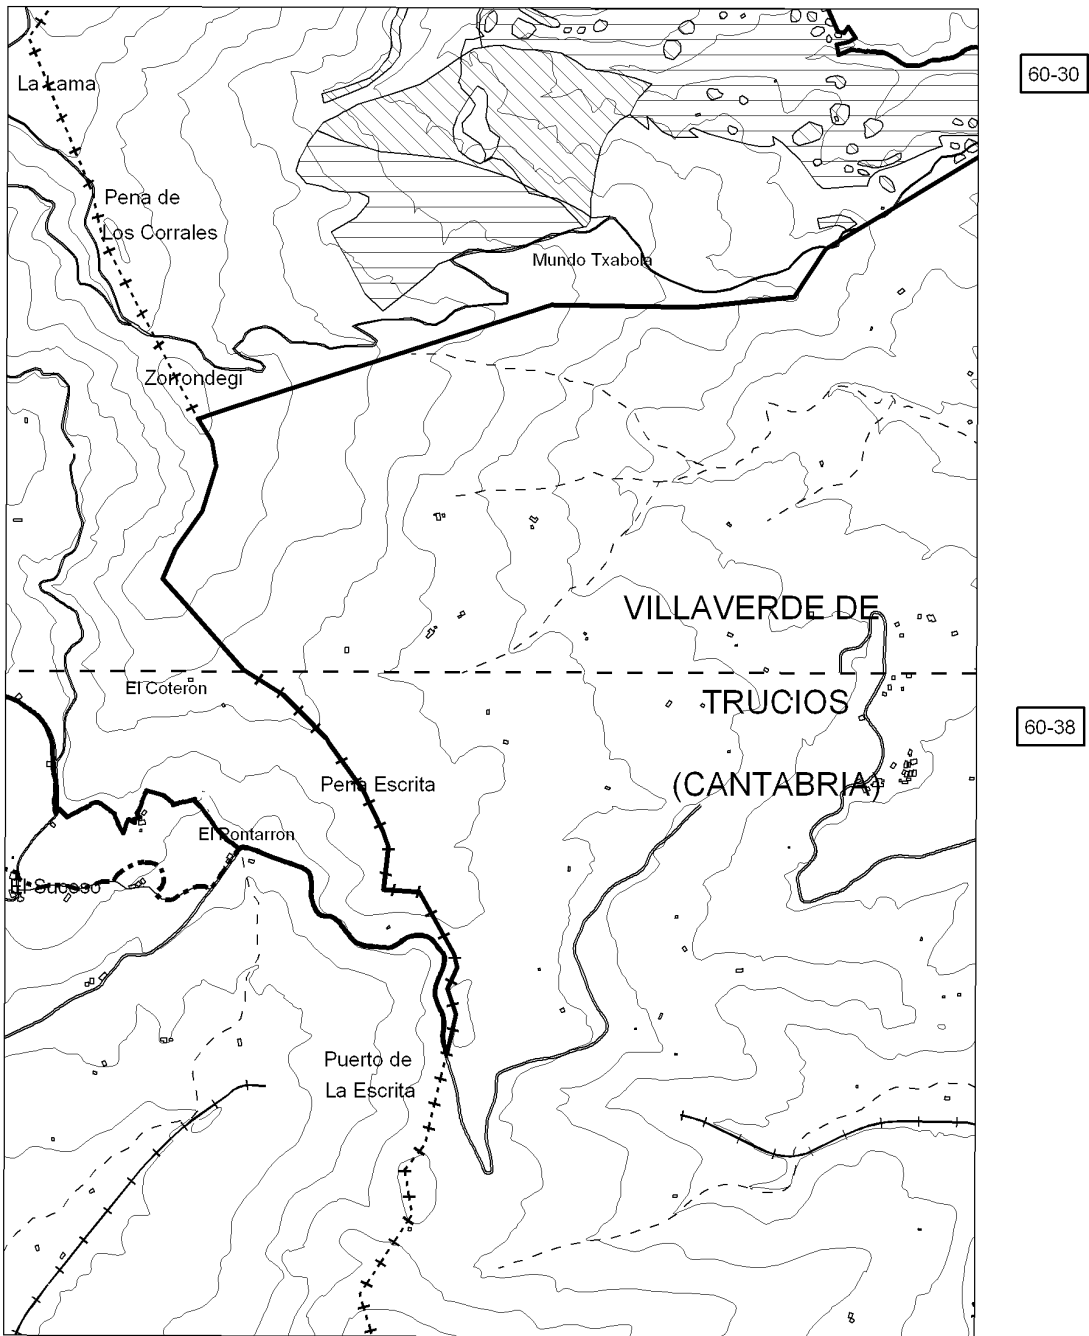 60-30
La Lama
Pena de
Los Corrales
Mundo Txabola
Zorrondegi
VILLAVERDE DE
El Coteron
TRUCIOS
60-38
Pena Escrita
(CANTABRIA)
El Pontarron
El Suceso
Puerto de
La Escrita